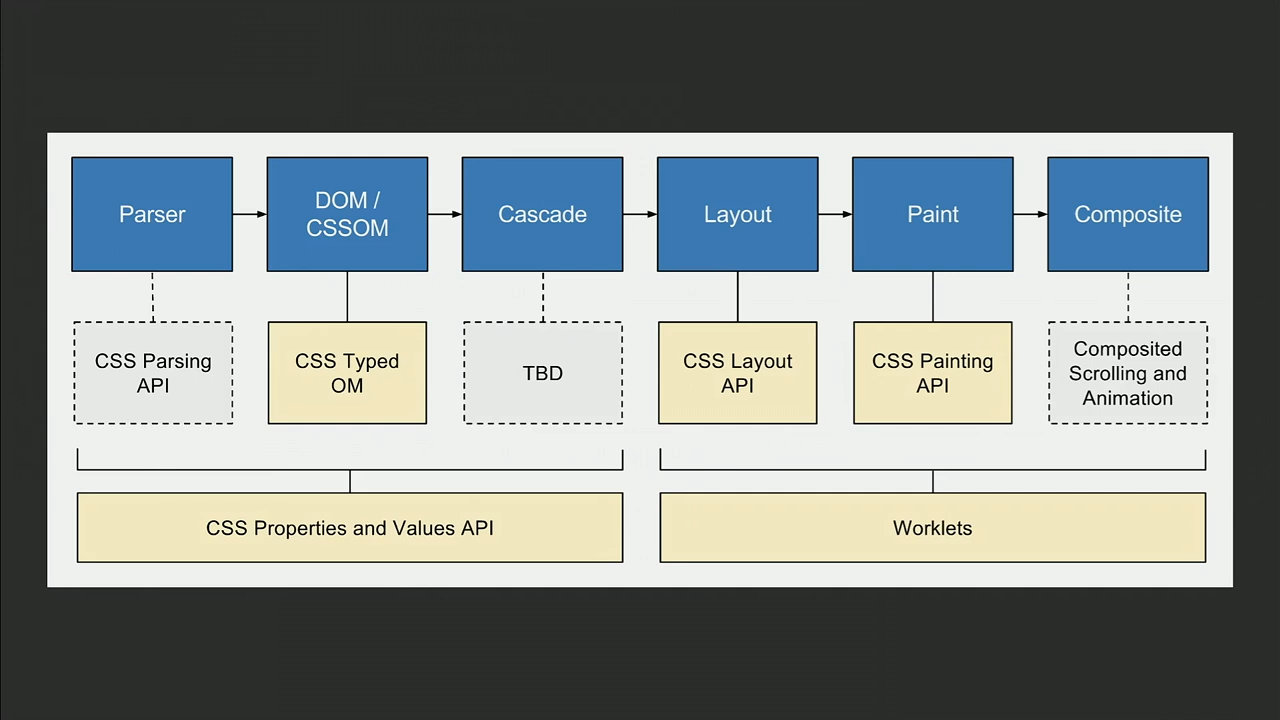 Parser
DOM /
CSSOM
Cascade
Layout
Paint
Composite
CSS Parsing
API
CSS Typed
OM
TBD
CSS Layout
API
CSS Painting
API
Composited
Scrolling and
Animation
CSS Properties and Values API
Worklets